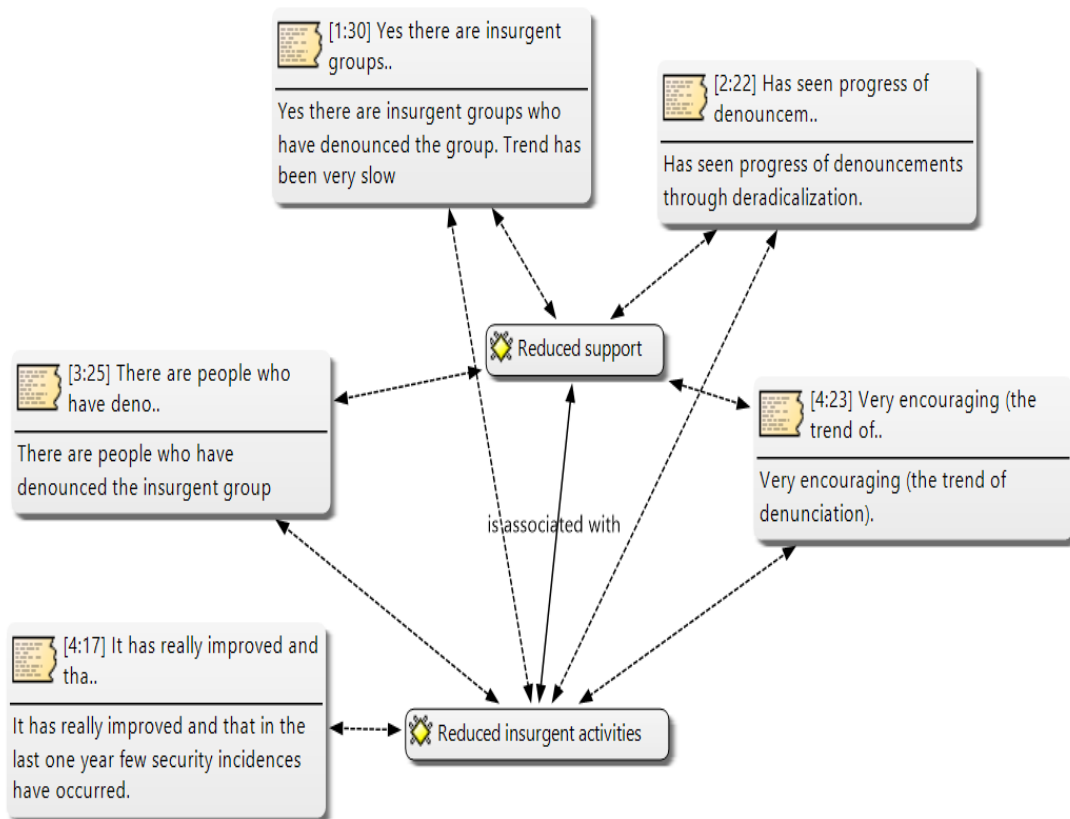 [1:30] Yes there are insurgent
groups..
Yes there are insurgent groups who
have denounced the group. Trend has
been very slow
[2:22] Has seen progress of
denouncem..
Has seen progress of denouncements
through deradicalization.
Reduced support
[3:25] There are people who
have deno..
There are people who have
denounced the insurgent group
[4:23] Very encouraging (the
trend of..
Very encouraging (the trend of
denunciation).
is associated with
[4:17] It has really improved and
tha..
It has really improved and that in the
last one year few security incidences
have occurred.
Reduced insurgent activities